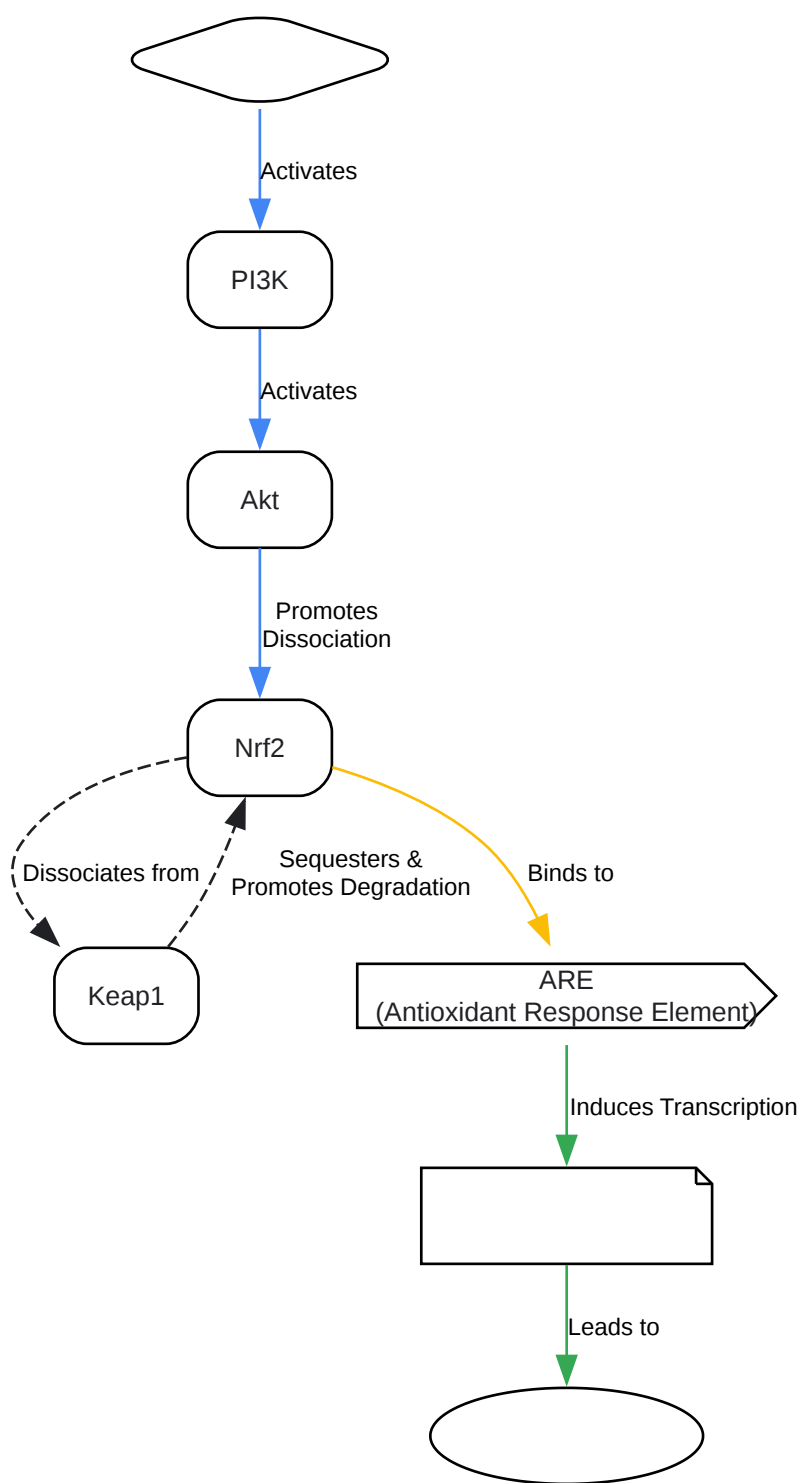 Activates
PI3K
Activates
Akt
Promotes
Dissociation
Nrf2
Dissociates from
Sequesters &
Promotes Degradation
Binds to
Keap1
ARE
(Antioxidant Response Element)
Induces Transcription
Leads to